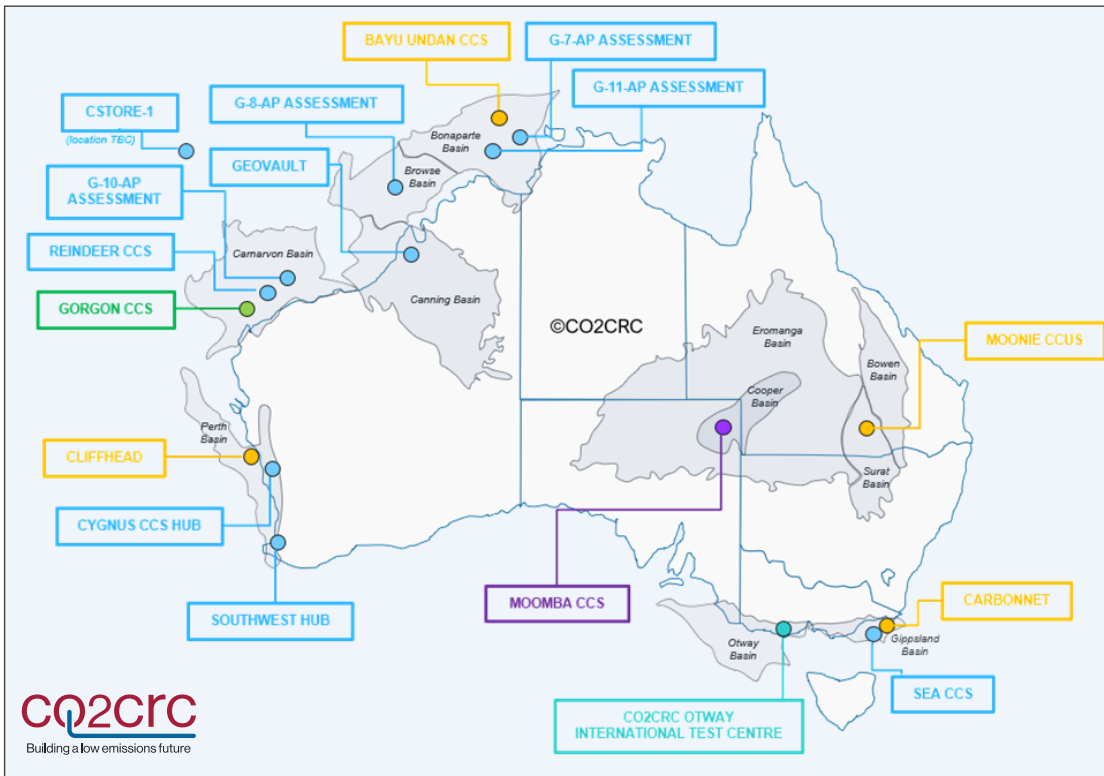 BAYU UNDAN CCS
G-7-AP ASSESSMENT
G-11-AP ASSESSMENT
G-8-AP ASSESSMENT
CSTORE-1
(location TBC)
GEOVAULT
Bonaparte
Basin
Browse
Basin
G-10-AP
ASSESSMENT
REINDEER CCS
Carnarvon Basin
GORGON CCS
Canning Basin
©CO2CRC
Eromanga
Basin
MOONIE CCUS
Bowen
Basin
Cooper
Basin
Perth
Basin
CLIFFHEAD
Surat
Basin
CYGNUS CCS HUB
SOUTHWEST HUB
MOOMBA CCS
CARBONNET
Otway
Basin
Gippsland
Basin
SEA CCS
CO2CRC OTWAY
INTERNATIONAL TEST CENTRE
CO2CRC
Building a low emissions future